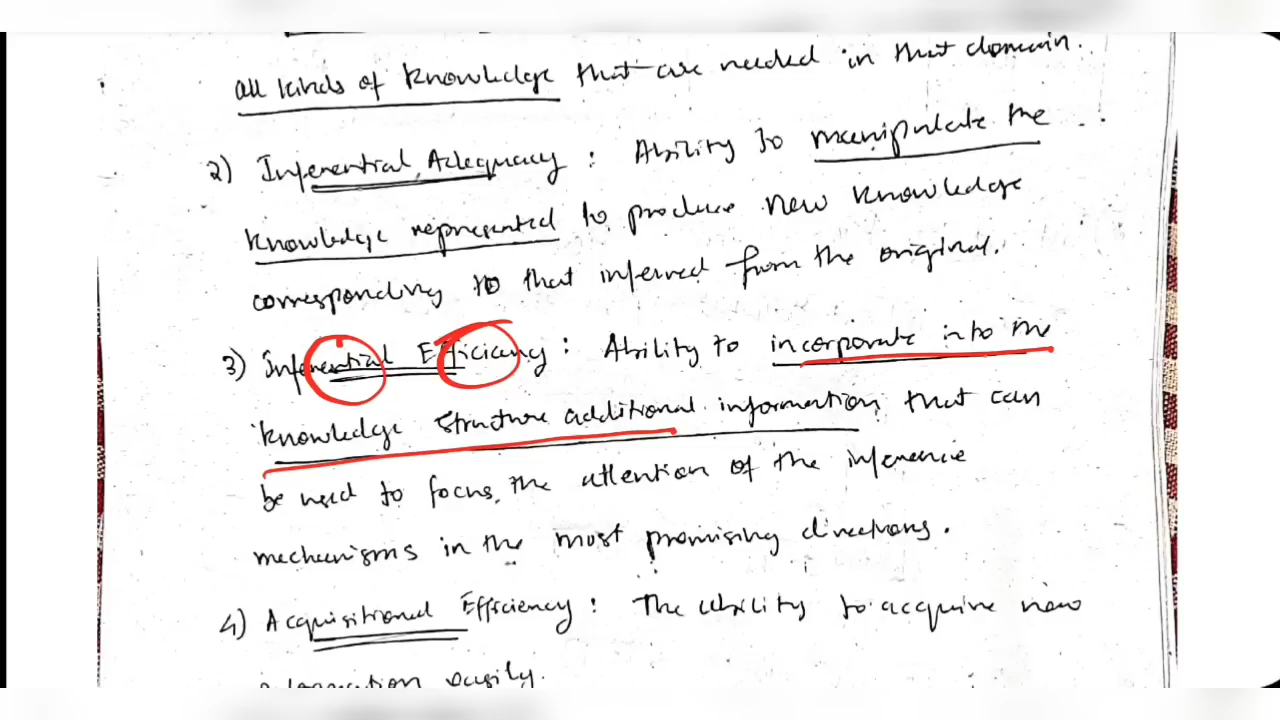 all kinds of knowledge that are needed in that domain.
2) Inferential Adequacy : Ability to manipulate the
knowledge represented to produce new knowledge
corresponding to that inferred from the original.
3) Inferential Efficiency : Ability to incorporate into the
knowledge structure additional information that can
be used to focus the attention of the inference
mechanisms in the most promising directions.
4) Acquisitional Efficiency : The ability to acquire new
information easily.